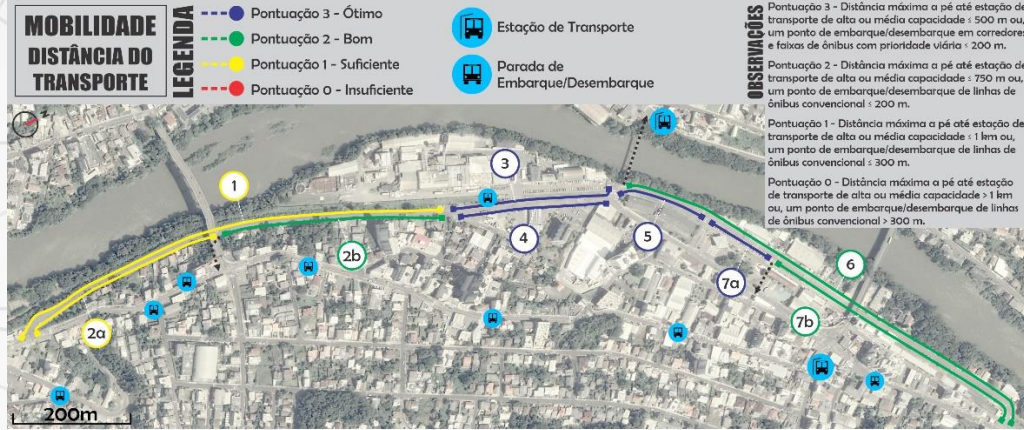 MOBILIDADE
DISTÂNCIA DO
TRANSPORTE
LEGENDA
Pontuação 3 - Ótimo
Pontuação 2 - Bom
Pontuação 1 - Suficiente
Pontuação 0 - Insuficiente
Estação de Transporte
Parada de
Embarque/Desembarque
OBSERVAÇÕES
Pontuação 3 - Distância máxima a pé até estação de
transporte de alta ou média capacidade ≤ 500 m ou,
um ponto de embarque/desembarque em corredores
e faixas de ônibus com prioridade viária ≤ 200 m.
Pontuação 2 - Distância máxima a pé até estação de
transporte de alta ou média capacidade ≤ 750 m ou,
um ponto de embarque/desembarque de linhas de
ônibus convencional ≤ 200 m.
Pontuação 1 - Distância máxima a pé até estação de
transporte de alta ou média capacidade ≤ 1 km ou,
um ponto de embarque/desembarque de linhas de
ônibus convencional ≤ 300 m.
Pontuação 0 - Distância máxima a pé até estação
de transporte de alta ou média capacidade > 1 km
ou, um ponto de embarque/desembarque de linhas
de ônibus convencional > 300 m.
1
3
2b
4
5
6
7a
7b
2a
200m